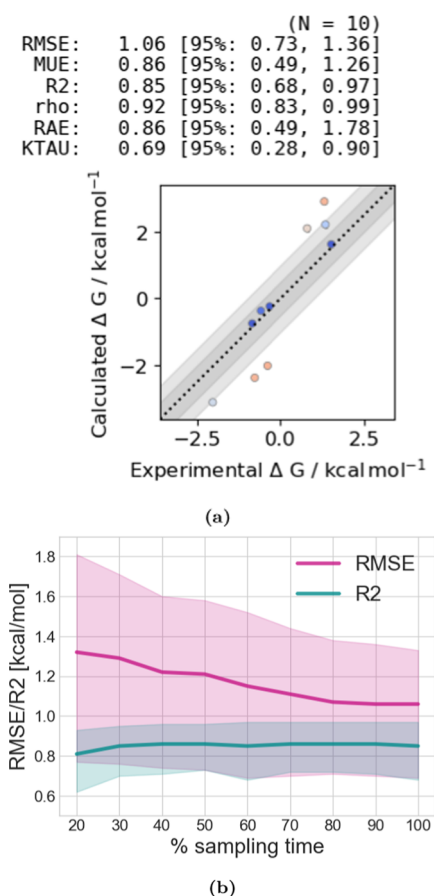 (N = 10)
RMSE: 1.06 [95%: 0.73, 1.36]
MUE: 0.86 [95%: 0.49, 1.26]
R2: 0.85 [95%: 0.68, 0.97]
rho: 0.92 [95%: 0.83, 0.99]
RAE: 0.86 [95%: 0.49, 1.78]
KTAU: 0.69 [95%: 0.28, 0.90]
Calculated Δ G / kcal mol⁻¹
2
0
−2
−2.5 0.0 2.5
Experimental Δ G / kcal mol⁻¹
(a)
RMSE/R2 [kcal/mol]
1.8
1.6
1.4
1.2
1.0
0.8
0.6
RMSE
R2
20 30 40 50 60 70 80 90 100
% sampling time
(b)